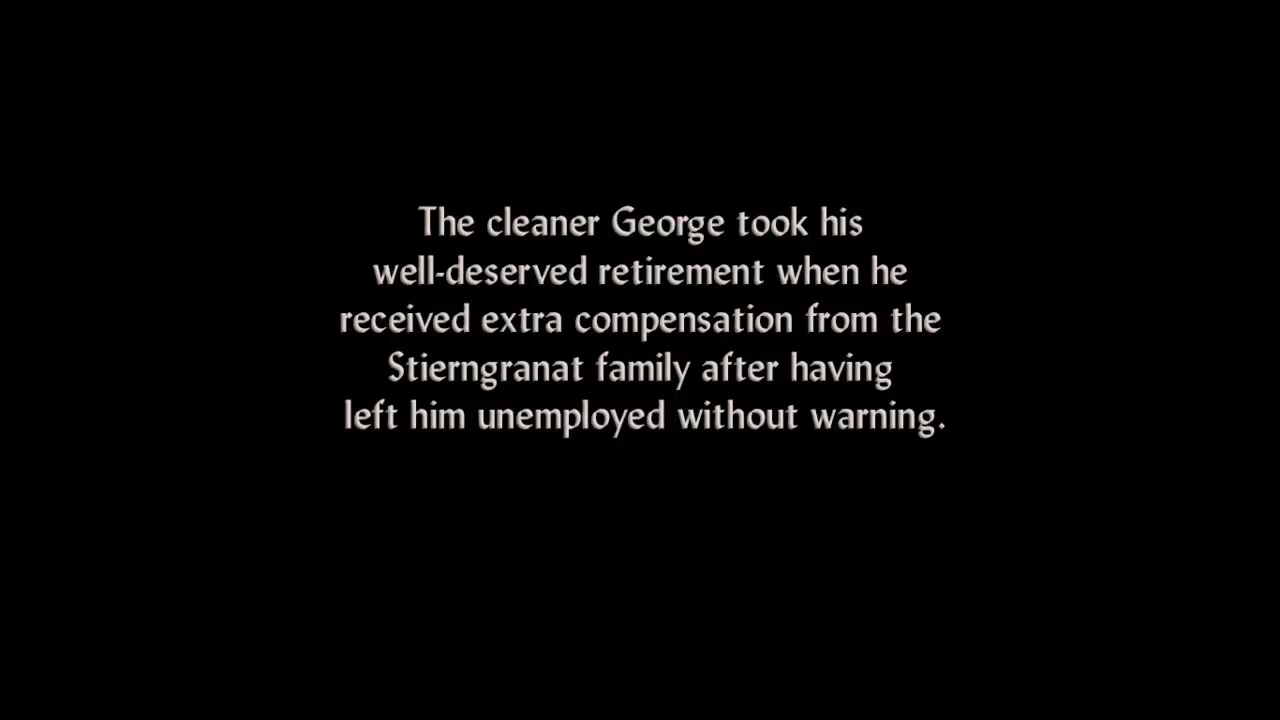 The cleaner George took his
well-deserved retirement when he
received extra compensation from the
Stierngranat family after having
left him unemployed without warning.